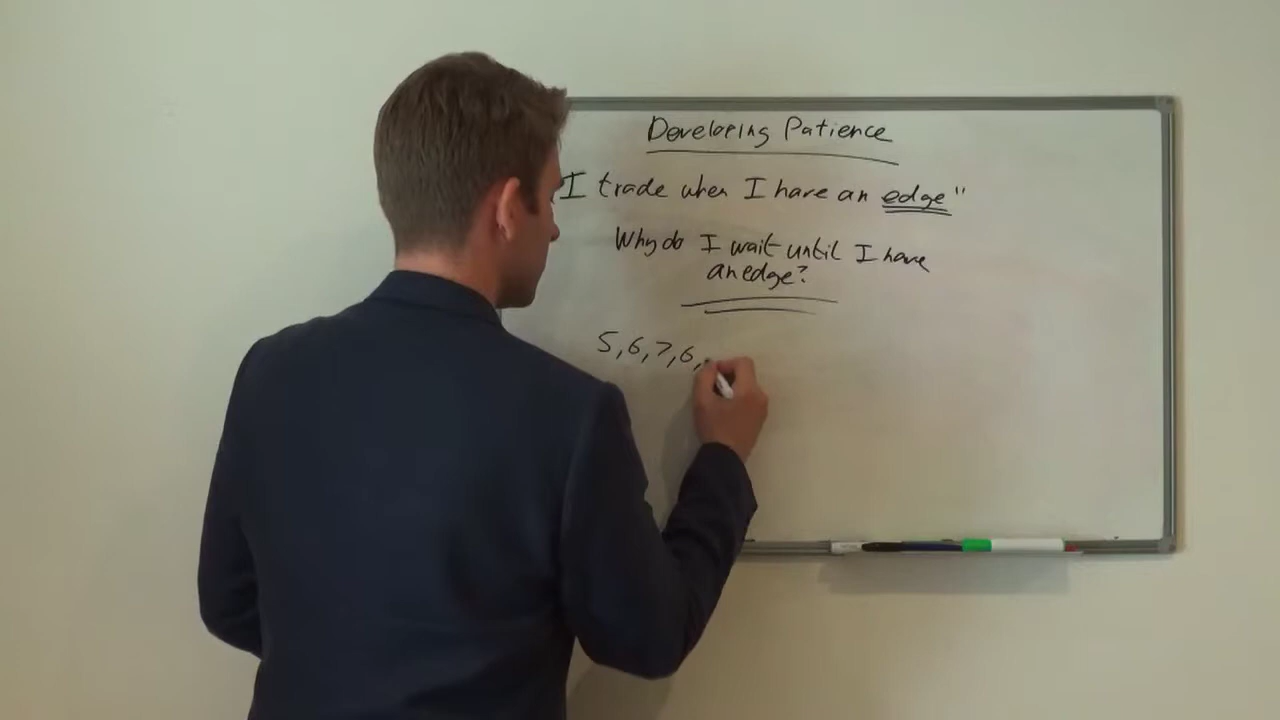 Developing Patience
I trade when I have an edge"
Why do I wait until I have
an edge?
5,6,7,6,